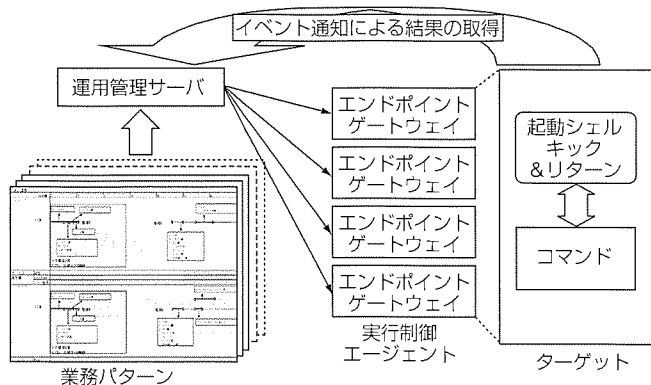 イベント通知による結果の取得
運用管理サーバ
エンドポイント
ゲートウェイ
エンドポイント
ゲートウェイ
エンドポイント
ゲートウェイ
エンドポイント
ゲートウェイ
実行制御
エージェント
起動シェル
キック
&リターン
コマンド
ターゲット
業務パターン